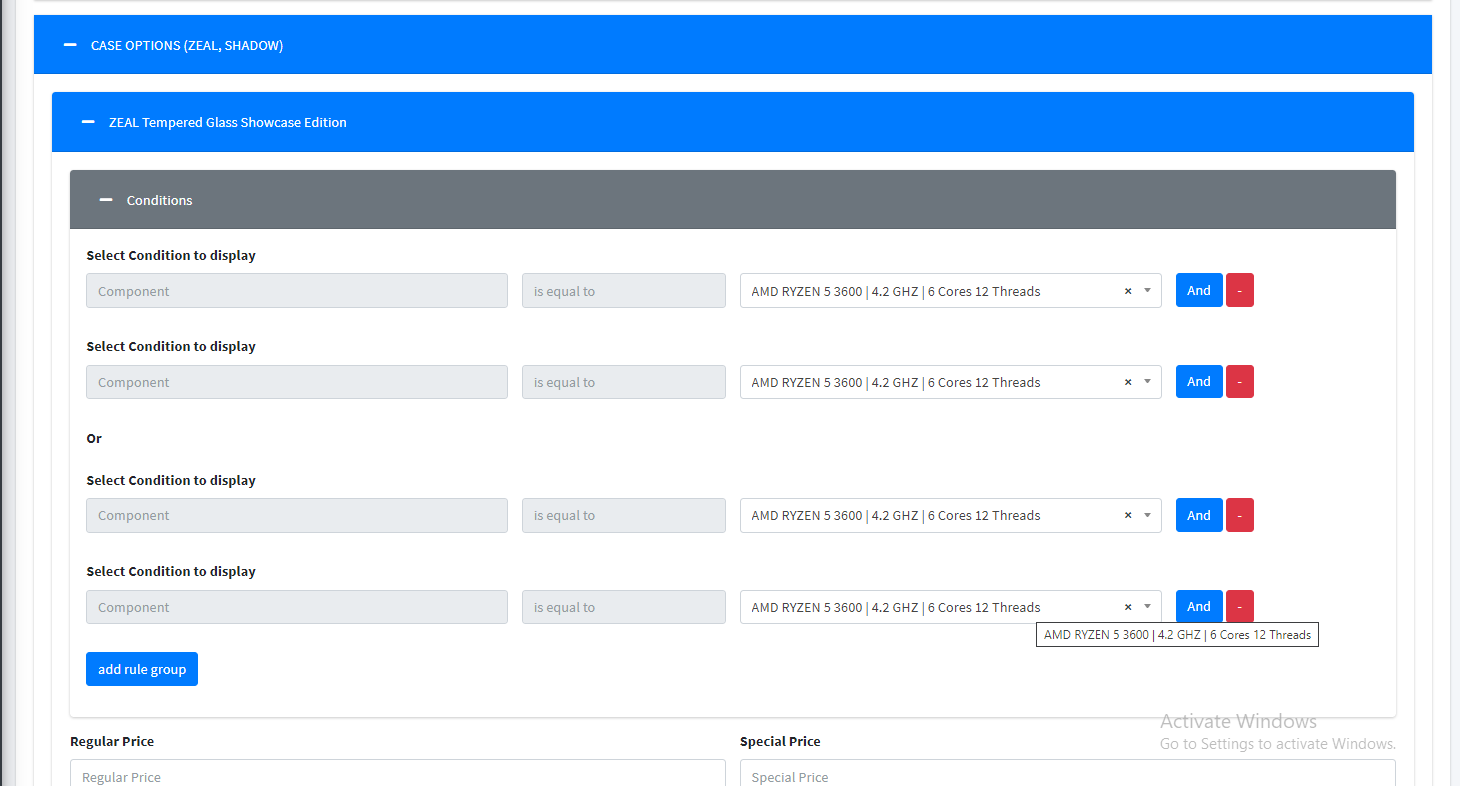 CASE OPTIONS (ZEAL, SHADOW)
ZEAL Tempered Glass Showcase Edition
Conditions
Select Condition to display
Component is equal to AMD RYZEN 5 3600 | 4.2 GHZ | 6 Cores 12 Threads × And -
Select Condition to display
Component is equal to AMD RYZEN 5 3600 | 4.2 GHZ | 6 Cores 12 Threads × And -
Or
Select Condition to display
Component is equal to AMD RYZEN 5 3600 | 4.2 GHZ | 6 Cores 12 Threads × And -
Select Condition to display
Component is equal to AMD RYZEN 5 3600 | 4.2 GHZ | 6 Cores 12 Threads × And -
AMD RYZEN 5 3600 | 4.2 GHZ | 6 Cores 12 Threads
add rule group
Activate Windows
Go to Settings to activate Windows.
Regular Price Special Price
Regular Price Special Price